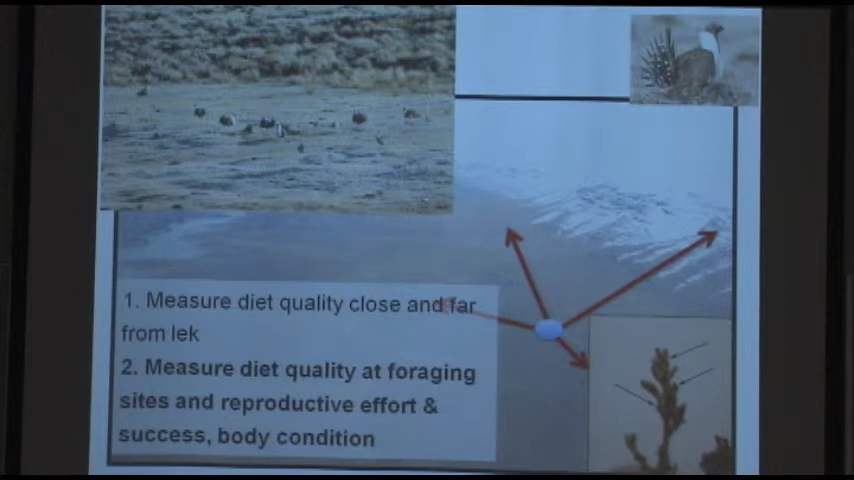 1. Measure diet quality close and far
from lek
2. Measure diet quality at foraging
sites and reproductive effort &
success, body condition